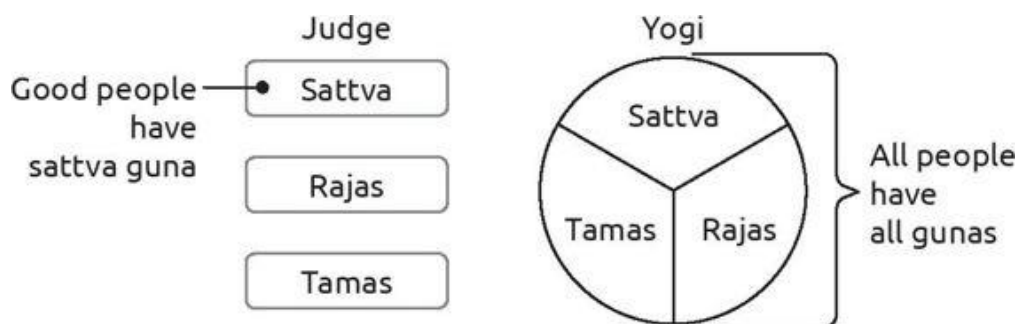 Judge
Good people
have
sattva guna
Sattva
Rajas
Tamas
Yogi
Sattva
Tamas
Rajas
All people
have
all gunas